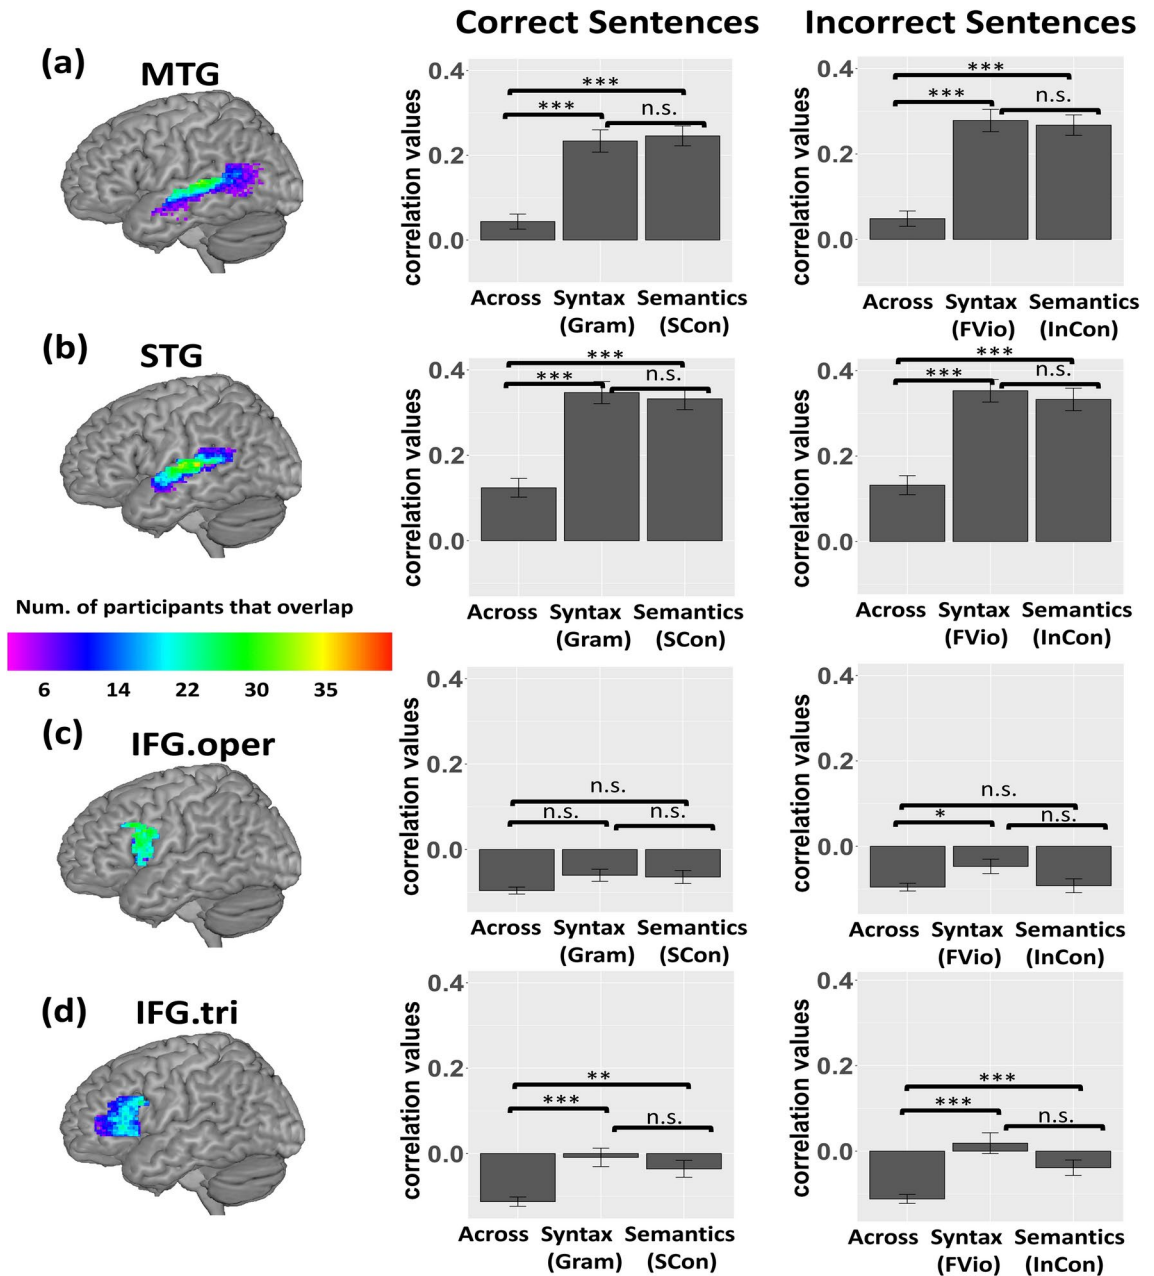 Correct Sentences
Incorrect Sentences
(a)
MTG
correlation values
0.4
0.2
0.0
***
***
n.s.
Across Syntax Semantics
(Gram) (SCon)
correlation values
0.4
0.2
0.0
***
***
n.s.
Across Syntax Semantics
(FVio) (InCon)
(b)
STG
correlation values
0.4
0.2
0.0
***
***
n.s.
Across Syntax Semantics
(Gram) (SCon)
correlation values
0.4
0.2
0.0
***
***
n.s.
Across Syntax Semantics
(FVio) (InCon)
Num. of participants that overlap
6 14 22 30 35
(c)
IFG.oper
correlation values
0.4
0.2
0.0
n.s.
n.s.
n.s.
Across Syntax Semantics
(Gram) (SCon)
correlation values
0.4
0.2
0.0
n.s.
*
n.s.
Across Syntax Semantics
(FVio) (InCon)
(d)
IFG.tri
correlation values
0.4
0.2
0.0
**
***
n.s.
Across Syntax Semantics
(Gram) (SCon)
correlation values
0.4
0.2
0.0
***
***
n.s.
Across Syntax Semantics
(FVio) (InCon)